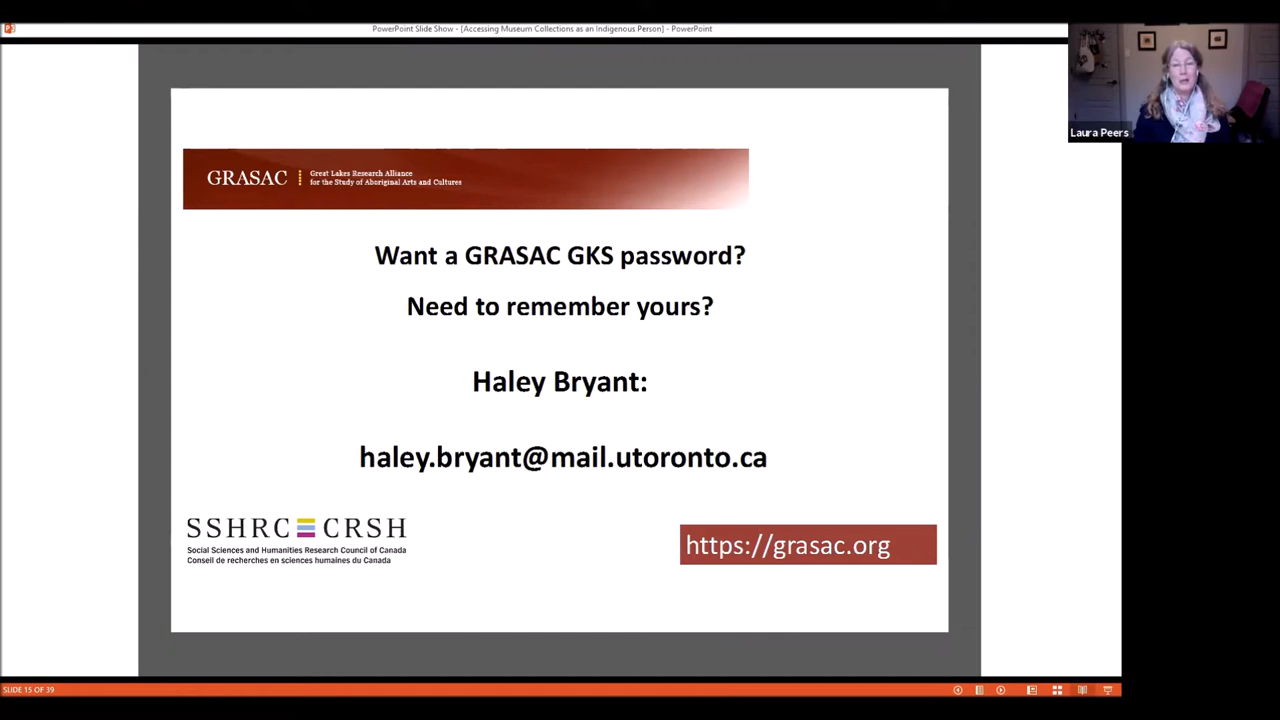 PowerPoint Slide Show - [Accessing Museum Collections as an Indigenous Person] - PowerPoint
Laura Peers
GRASAC
Great Lakes Research Alliance
for the Study of Aboriginal Arts and Cultures
Want a GRASAC GKS password?
Need to remember yours?
Haley Bryant:
haley.bryant@mail.utoronto.ca
SSHRC CRSH
Social Sciences and Humanities Research Council of Canada
Conseil de recherches en sciences humaines du Canada
https://grasac.org
SLIDE 15 OF 39